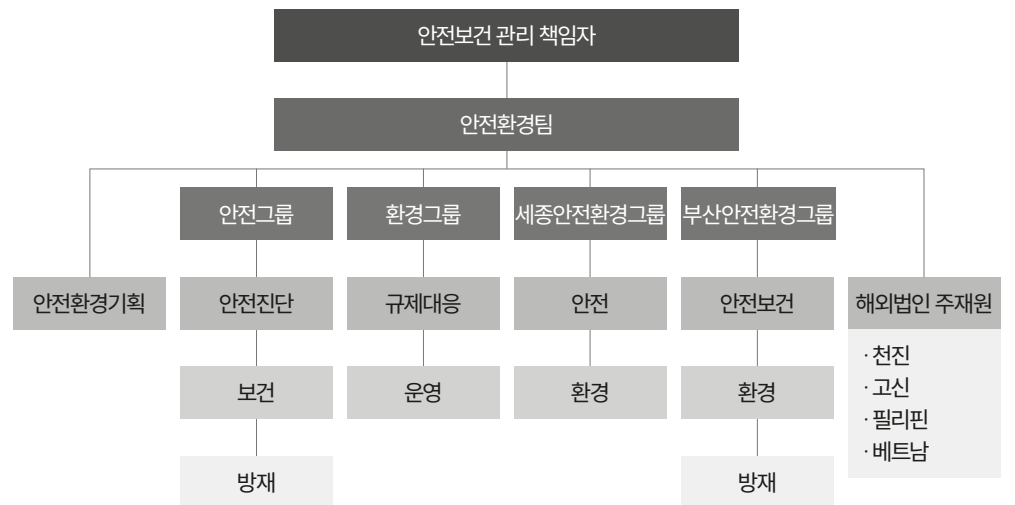 안전보건 관리 책임자
안전환경팀
안전그룹
환경그룹
세종안전환경그룹
부산안전환경그룹
안전환경기획
안전진단
규제대응
안전
안전보건
해외법인 주재원
보건
운영
환경
환경
· 천진
· 고신
· 필리핀
· 베트남
방재
방재